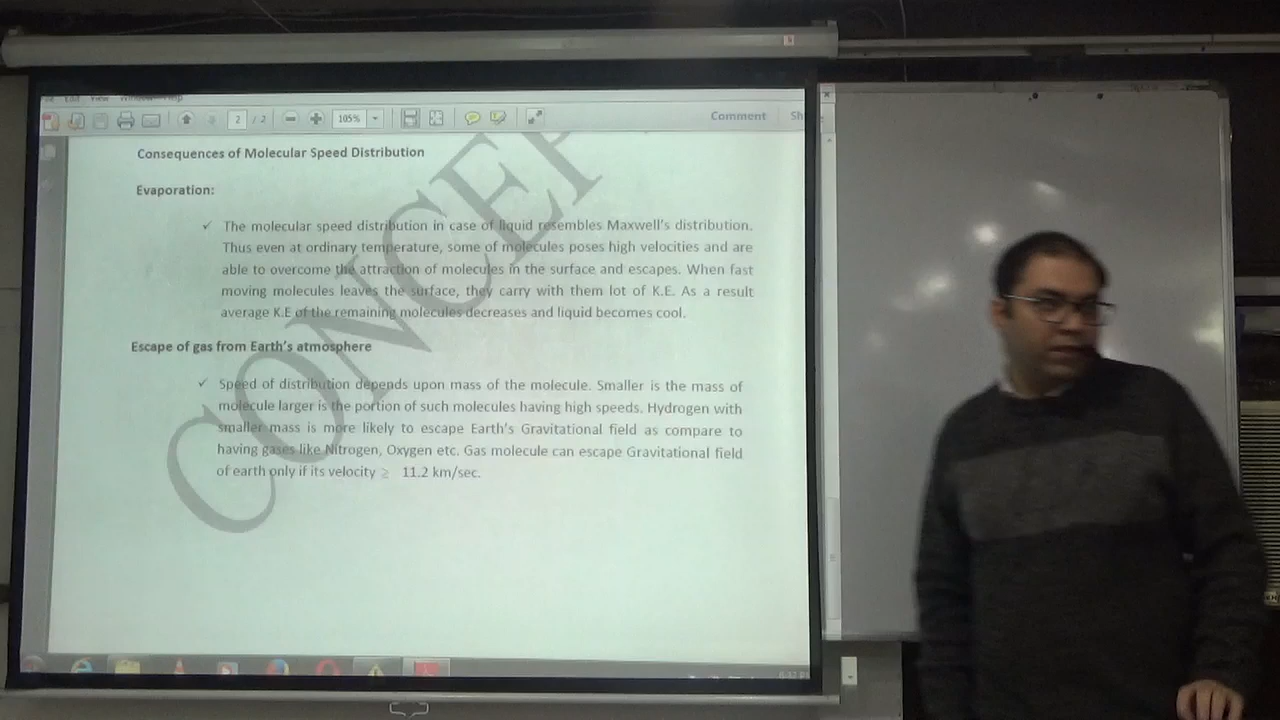 File Edit View Window Help
2 / 2 105% Comment Sh
Consequences of Molecular Speed Distribution
Evaporation:
✓ The molecular speed distribution in case of liquid resembles Maxwell's distribution.
Thus even at ordinary temperature, some of molecules poses high velocities and are
able to overcome the attraction of molecules in the surface and escapes. When fast
moving molecules leaves the surface, they carry with them lot of K.E. As a result
average K.E of the remaining molecules decreases and liquid becomes cool.
Escape of gas from Earth's atmosphere
✓ Speed of distribution depends upon mass of the molecule. Smaller is the mass of
molecule larger is the portion of such molecules having high speeds. Hydrogen with
smaller mass is more likely to escape Earth's Gravitational field as compare to
having gases like Nitrogen, Oxygen etc. Gas molecule can escape Gravitational field
of earth only if its velocity ≥ 11.2 km/sec.
CONCEP